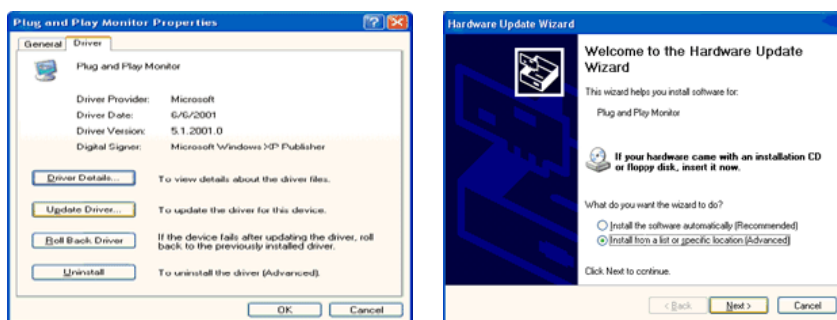 Plug and Play Monitor Properties
General Driver
Plug and Play Monitor
Driver Provider: Microsoft
Driver Date: 6/6/2001
Driver Version: 5.1.2001.0
Digital Signer: Microsoft Windows XP Publisher
Driver Details... To view details about the driver files.
Update Driver... To update the driver for this device.
Roll Back Driver If the device fails after updating the driver, roll
back to the previously installed driver.
Uninstall To uninstall the driver (Advanced).
OK Cancel
Hardware Update Wizard
Welcome to the Hardware Update
Wizard
This wizard helps you install software for:
Plug and Play Monitor
If your hardware came with an installation CD
or floppy disk, insert it now.
What do you want the wizard to do?
Install the software automatically (Recommended)
Install from a list or specific location (Advanced)
Click Next to continue.
< Back Next > Cancel